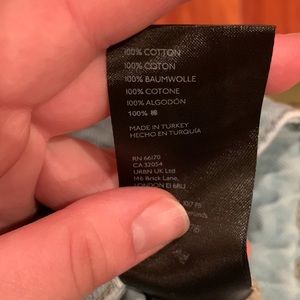 100% COTTON
100% COTON
100% BAUMWOLLE
100% COTONE
100% ALGODÓN
100% 棉
MADE IN TURKEY
HECHO EN TURQUÍA
RN 66170
CA 32054
URBN UK Ltd
146 Brick Lane,
LONDON E1 6RU